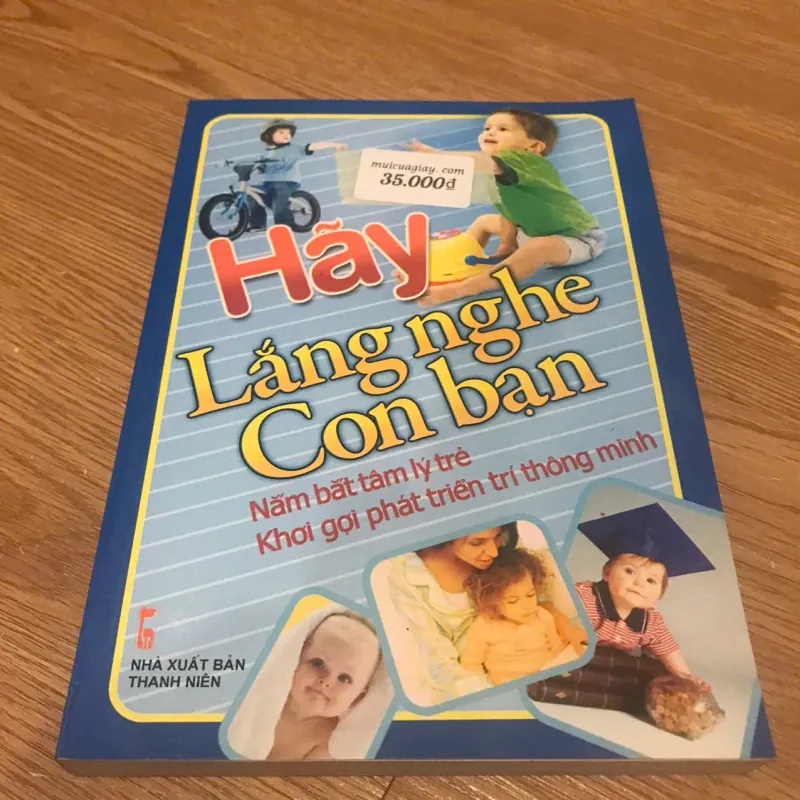 muicuagiay. com
35.000đ
Hãy
Lắng nghe
Con bạn
Nắm bắt tâm lý trẻ
Khơi gợi phát triển trí thông minh
NHÀ XUẤT BẢN
THANH NIÊN